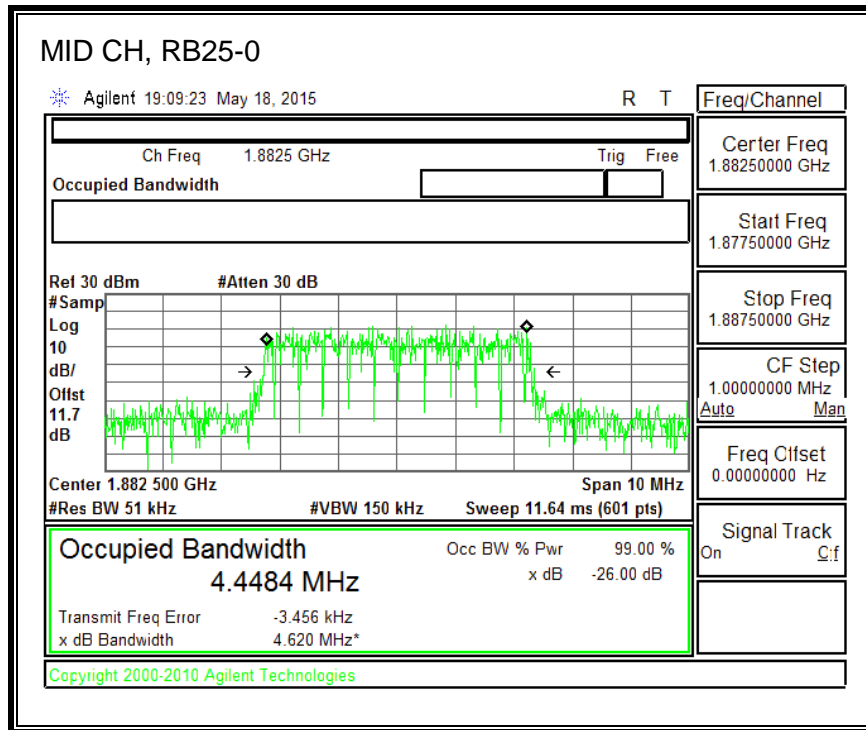 MID CH, RB25-0
Agilent 19:09:23 May 18, 2015 R T
Freq/Channel
Ch Freq 1.8825 GHz Trig Free
Occupied Bandwidth
Center Freq
1.88250000 GHz
Start Freq
1.87750000 GHz
Stop Freq
1.88750000 GHz
CF Step
1.00000000 MHz
Auto Man
Freq Offset
0.00000000 Hz
Signal Track
On Off
Ref 30 dBm #Atten 30 dB
#Samp
Log
10
dB/
Offst
11.7
dB
Center 1.882 500 GHz Span 10 MHz
#Res BW 51 kHz #VBW 150 kHz Sweep 11.64 ms (601 pts)
Occupied Bandwidth
4.4484 MHz
Occ BW % Pwr 99.00 %
x dB -26.00 dB
Transmit Freq Error -3.456 kHz
x dB Bandwidth 4.620 MHz*
Copyright 2000-2010 Agilent Technologies